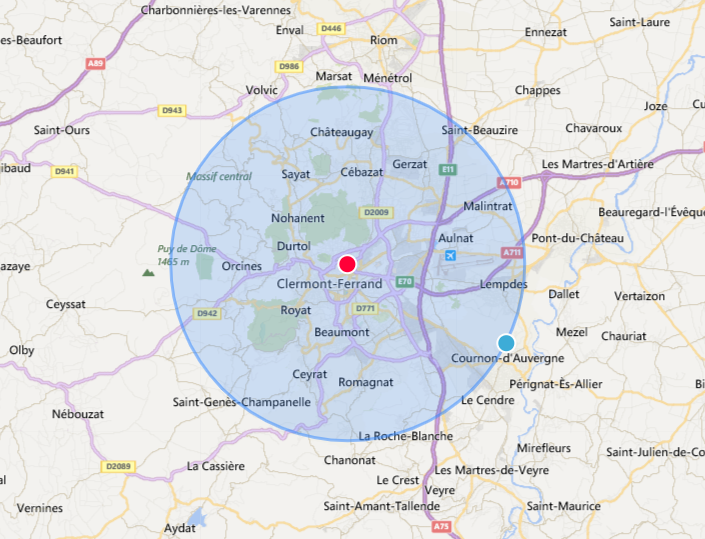 Charbonnières-les-Varennes
Saint-Laure
D446
Enval
Ennezat
es-Beaufort
Riom
A89
D986
Marsat
Ménétrol
Volvic
Chappes
Joze
Cu
D943
Saint-Ours
Châteaugay
Saint-Beauzire
Chavaroux
ibaud
D941
Gerzat
E11
Les Martres-d'Artière
Massif central
Sayat
Cébazat
A710
Malintrat
Nohanent
D2009
Beauregard-l'Évêque
Durtol
Aulnat
Pont-du-Château
Puy de Dôme
1465 m
A711
azaye
Orcines
Clermont-Ferrand
E70
Lempdes
Dallet
Vertaizon
Ceyssat
D942
Royat
D771
Beaumont
Mezel
Chauriat
Olby
Cournon-d'Auvergne
Ceyrat
Romagnat
Pérignat-Ès-Allier
Bi
Saint-Genès-Champanelle
Le Cendre
Nébouzat
La Roche-Blanche
Mirefleurs
Saint-Julien-de-Co
D2089
La Cassière
Chanonat
Les Martres-de-Veyre
al
Le Crest
Veyre
Vernines
Saint-Amant-Tallende
Saint-Maurice
Aydat
A75